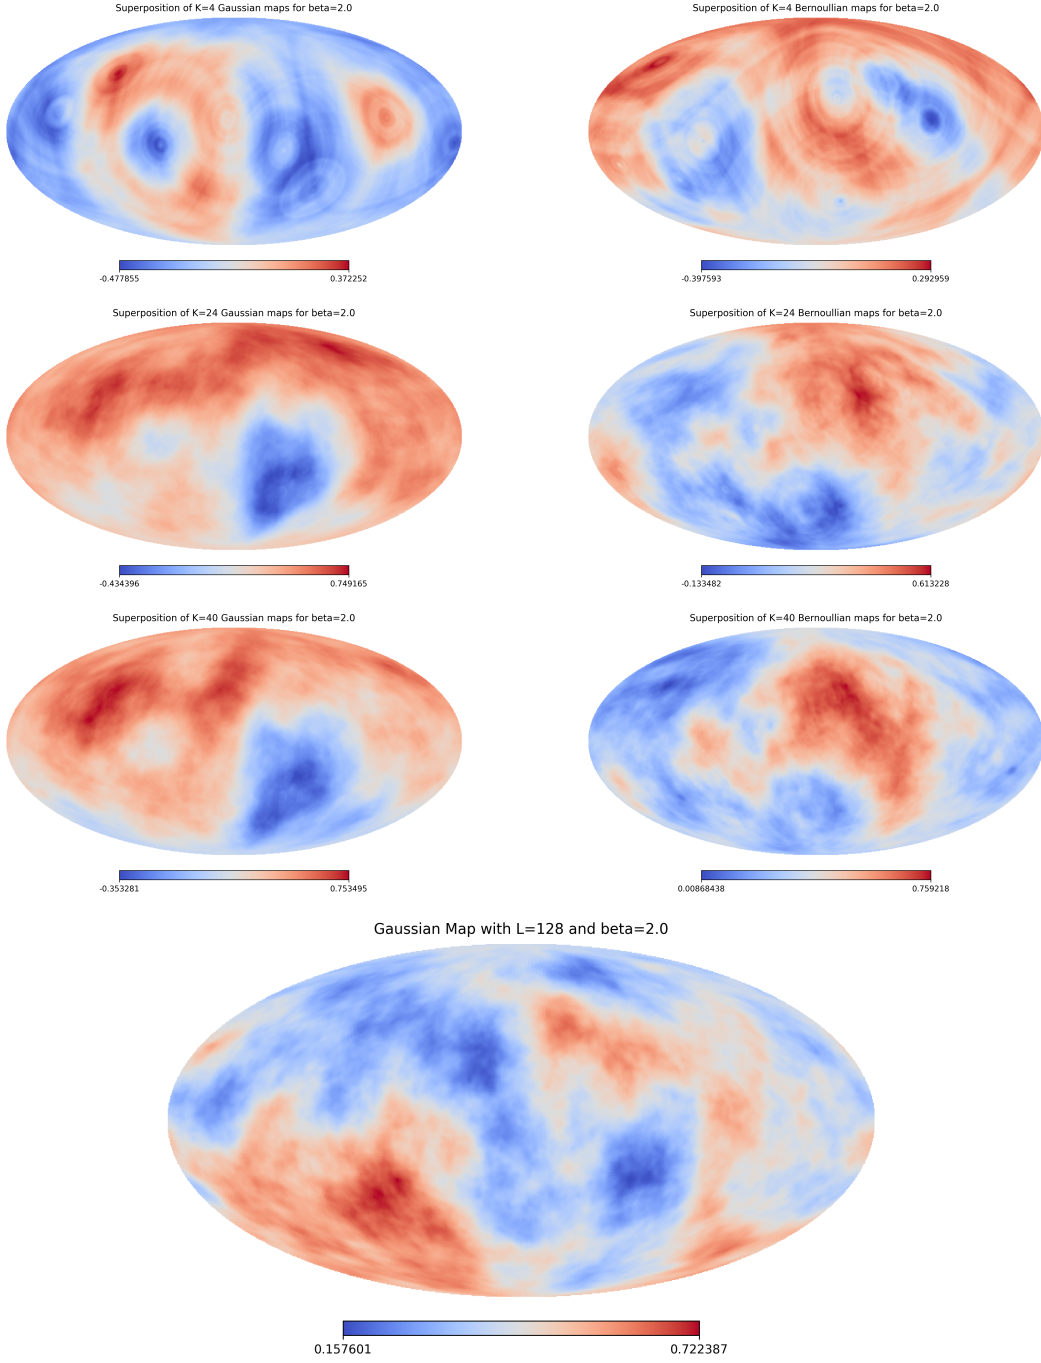 Superposition of K=4 Gaussian maps for beta=2.0
Superposition of K=4 Bernoullian maps for beta=2.0
-0.477855
0.372252
-0.397593
0.292959
Superposition of K=24 Gaussian maps for beta=2.0
Superposition of K=24 Bernoullian maps for beta=2.0
-0.434396
0.749165
-0.133482
0.613228
Superposition of K=40 Gaussian maps for beta=2.0
Superposition of K=40 Bernoullian maps for beta=2.0
-0.353281
0.753495
0.00868438
0.759218
Gaussian Map with L=128 and beta=2.0
0.157601
0.722387